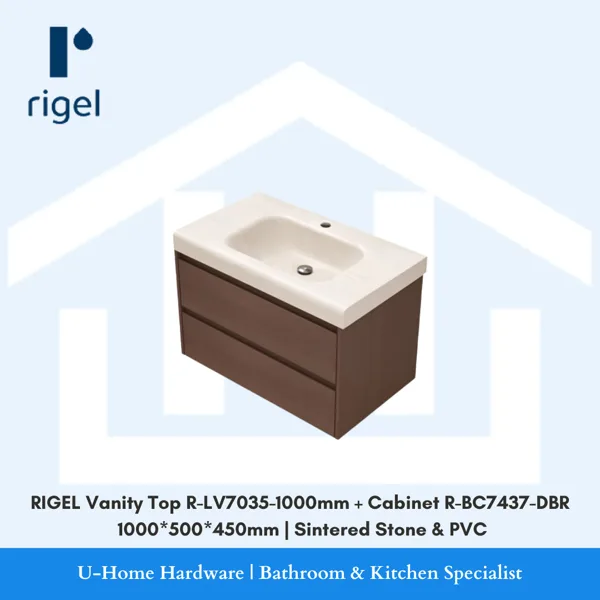 rigel
RIGEL Vanity Top R-LV7035-1000mm + Cabinet R-BC7437-DBR
1000*500*450mm | Sintered Stone & PVC
U-Home Hardware | Bathroom & Kitchen Specialist